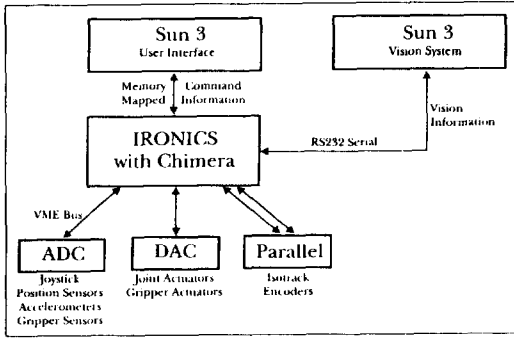 Sun 3
User Interface
Sun 3
Vision System
Memory
Mapped
Command
Information
Vision
Information
IRONICS
with Chimera
RS232 Serial
VME Bus
ADC
DAC
Parallel
Joystick
Position Sensors
Accelerometers
Gripper Sensors
Joint Actuators
Gripper Actuators
Isotrack
Encoders